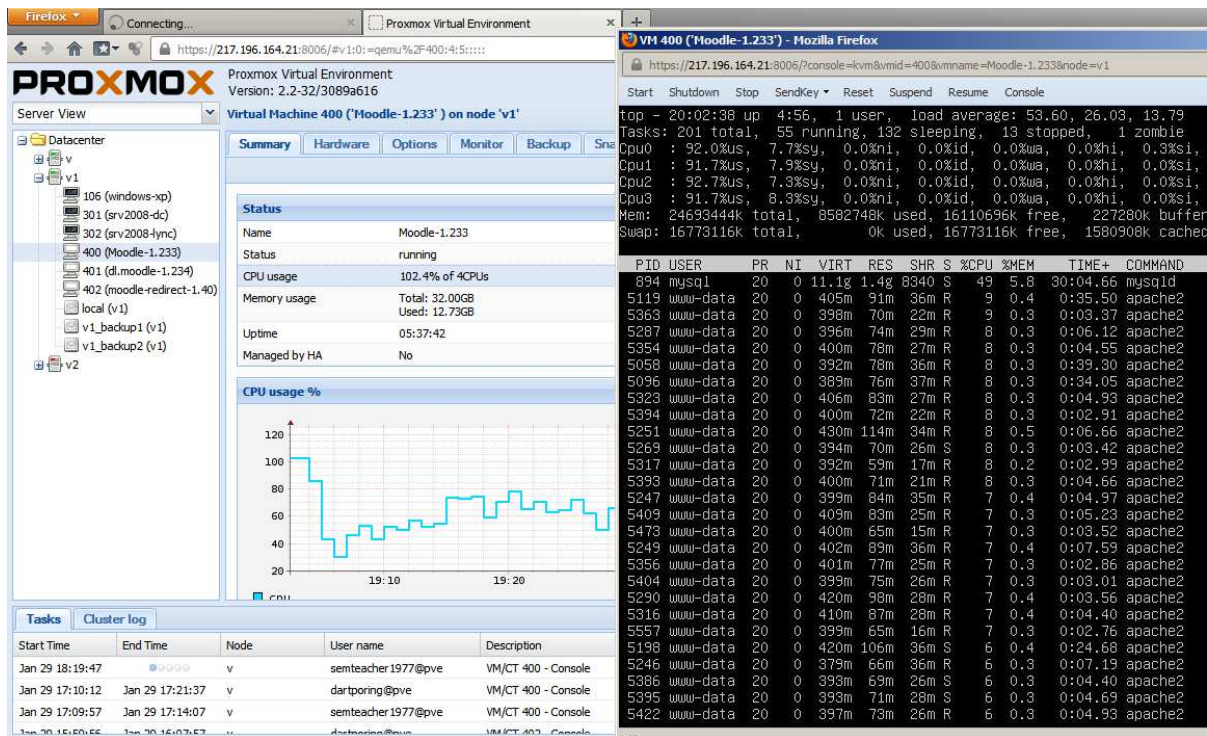 Firefox
Connecting...
Proxmox Virtual Environment
https://217.196.164.21:8006/#v1:0:=qemu%2F400:4:5:::::
PROXMOX
Proxmox Virtual Environment
Version: 2.2-32/3089a616
Server View
Virtual Machine 400 ('Moodle-1.233' ) on node 'v1'
Datacenter
v
v1
106 (windows-xp)
301 (srv2008-dc)
302 (srv2008-lync)
400 (Moodle-1.233)
401 (dl.moodle-1.234)
402 (moodle-redirect-1.40)
local (v1)
v1_backup1 (v1)
v1_backup2 (v1)
v2
Summary Hardware Options Monitor Backup Sna
Status
Name Moodle-1.233
Status running
CPU usage 102.4% of 4CPUs
Memory usage Total: 32.00GB
Used: 12.73GB
Uptime 05:37:42
Managed by HA No
CPU usage %
120
100
80
60
40
20
19:10 19:20
CPU
Tasks Cluster log
Start Time End Time Node User name Description
Jan 29 18:19:47 v semteacher1977@pve VM/CT 400 - Console
Jan 29 17:10:12 Jan 29 17:21:37 v dartporing@pve VM/CT 400 - Console
Jan 29 17:09:57 Jan 29 17:14:07 v semteacher1977@pve VM/CT 400 - Console
Jan 29 15:59:56 Jan 29 16:07:57 v dartporing@pve VM/CT 402 - Console
VM 400 ('Moodle-1.233') - Mozilla Firefox
https://217.196.164.21:8006/?console=kvm&vmid=400&vmname=Moodle-1.233&node=v1
Start Shutdown Stop SendKey Reset Suspend Resume Console
top - 20:02:38 up 4:56, 1 user, load average: 53.60, 26.03, 13.79
Tasks: 201 total, 55 running, 132 sleeping, 13 stopped, 1 zombie
Cpu0 : 92.0%us, 7.7%sy, 0.0%ni, 0.0%id, 0.0%wa, 0.0%hi, 0.3%si,
Cpu1 : 91.7%us, 7.9%sy, 0.0%ni, 0.0%id, 0.0%wa, 0.0%hi, 0.3%si,
Cpu2 : 92.7%us, 7.3%sy, 0.0%ni, 0.0%id, 0.0%wa, 0.0%hi, 0.0%si,
Cpu3 : 91.7%us, 8.3%sy, 0.0%ni, 0.0%id, 0.0%wa, 0.0%hi, 0.0%si,
Mem: 24693444k total, 8582748k used, 16110696k free, 227280k buffer
Swap: 16773116k total, 0k used, 16773116k free, 1580908k cached
PID USER PR NI VIRT RES SHR S %CPU %MEM TIME+ COMMAND
894 mysql 20 0 11.1g 1.4g 8340 S 49 5.8 30:04.66 mysqld
5119 www-data 20 0 405m 91m 36m R 9 0.4 0:35.50 apache2
5363 www-data 20 0 398m 70m 22m R 9 0.3 0:03.37 apache2
5287 www-data 20 0 396m 74m 29m R 8 0.3 0:06.12 apache2
5354 www-data 20 0 400m 78m 27m R 8 0.3 0:04.55 apache2
5058 www-data 20 0 392m 78m 36m R 8 0.3 0:39.30 apache2
5096 www-data 20 0 389m 76m 37m R 8 0.3 0:34.05 apache2
5323 www-data 20 0 406m 83m 27m R 8 0.3 0:04.93 apache2
5394 www-data 20 0 400m 72m 22m R 8 0.3 0:02.91 apache2
5251 www-data 20 0 430m 114m 34m R 8 0.5 0:06.66 apache2
5269 www-data 20 0 394m 70m 26m S 8 0.3 0:03.42 apache2
5317 www-data 20 0 392m 59m 17m R 8 0.2 0:02.99 apache2
5393 www-data 20 0 400m 71m 21m R 8 0.3 0:04.66 apache2
5247 www-data 20 0 399m 84m 35m R 7 0.4 0:04.97 apache2
5409 www-data 20 0 409m 83m 25m R 7 0.3 0:05.23 apache2
5473 www-data 20 0 400m 65m 15m R 7 0.3 0:03.52 apache2
5249 www-data 20 0 402m 89m 36m R 7 0.4 0:07.59 apache2
5356 www-data 20 0 401m 77m 25m R 7 0.3 0:02.86 apache2
5404 www-data 20 0 399m 75m 26m R 7 0.3 0:03.01 apache2
5290 www-data 20 0 420m 98m 28m R 7 0.4 0:03.56 apache2
5316 www-data 20 0 410m 87m 28m R 7 0.4 0:04.40 apache2
5557 www-data 20 0 399m 65m 16m R 7 0.3 0:02.76 apache2
5198 www-data 20 0 420m 106m 36m S 6 0.4 0:24.68 apache2
5246 www-data 20 0 379m 66m 36m R 6 0.3 0:07.19 apache2
5386 www-data 20 0 393m 69m 26m S 6 0.3 0:04.40 apache2
5395 www-data 20 0 393m 71m 28m S 6 0.3 0:04.69 apache2
5422 www-data 20 0 397m 73m 26m R 6 0.3 0:04.93 apache2